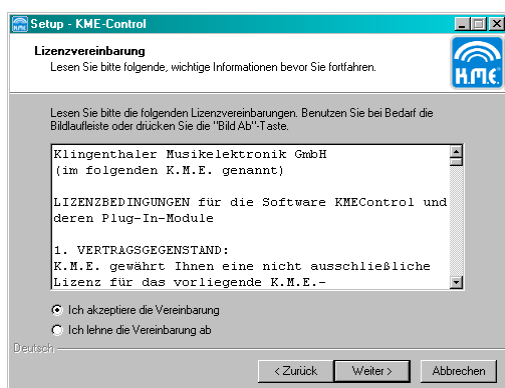 Setup - KME-Control
Lizenzvereinbarung
Lesen Sie bitte folgende, wichtige Informationen bevor Sie fortfahren.
K.M.E.
Lesen Sie bitte die folgenden Lizenzvereinbarungen. Benutzen Sie bei Bedarf die
Bildlaufleiste oder drücken Sie die "Bild Ab"-Taste.
Klingenthaler Musikelektronik GmbH
(im folgenden K.M.E. genannt)
LIZENZBEDINGUNGEN für die Software KMEControl und
deren Plug-In-Module
1. VERTRAGSGEGENSTAND:
K.M.E. gewährt Ihnen eine nicht ausschließliche
Lizenz für das vorliegende K.M.E.-
Ich akzeptiere die Vereinbarung
Ich lehne die Vereinbarung ab
Deutsch
< Zurück
Weiter >
Abbrechen